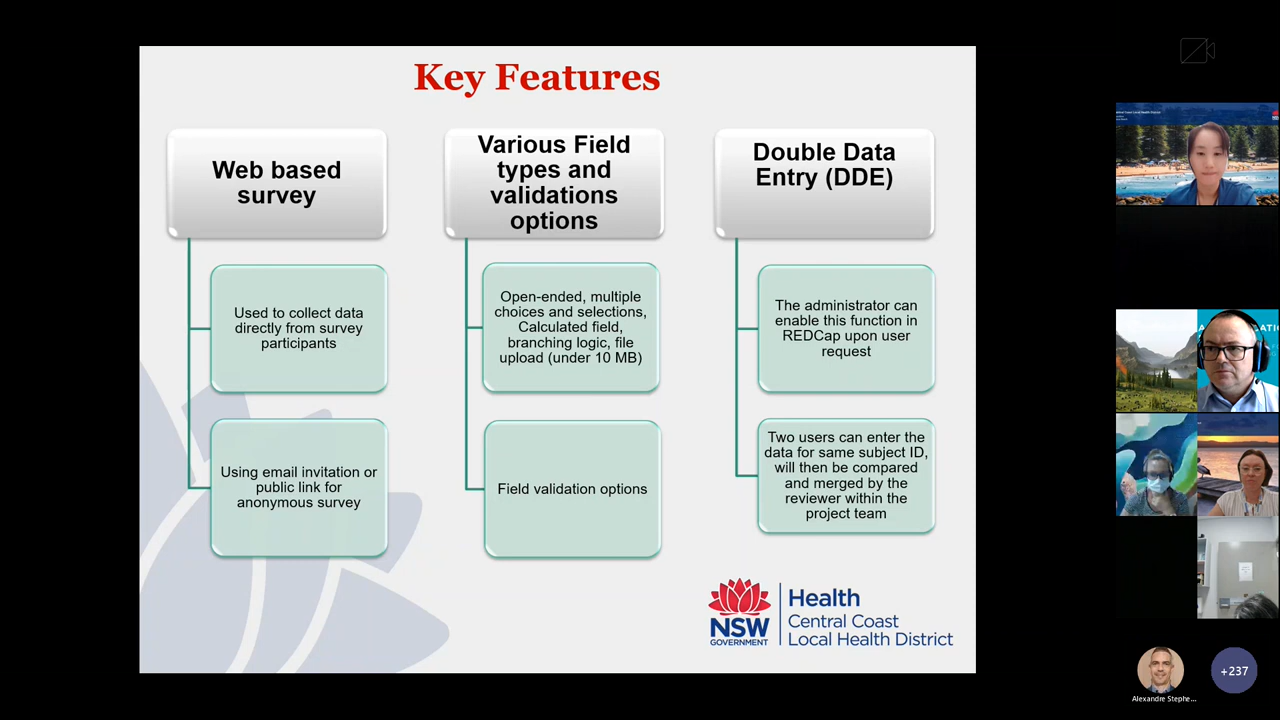 Key Features
Web based
survey
Used to collect data
directly from survey
participants
Using email invitation or
public link for
anonymous survey
Various Field
types and
validations
options
Open-ended, multiple
choices and selections,
Calculated field,
branching logic, file
upload (under 10 MB)
Field validation options
Double Data
Entry (DDE)
The administrator can
enable this function in
REDCap upon user
request
Two users can enter the
data for same subject ID,
will then be compared
and merged by the
reviewer within the
project team
NSW
GOVERNMENT
Health
Central Coast
Local Health District
Alexandre Stephe...
+237